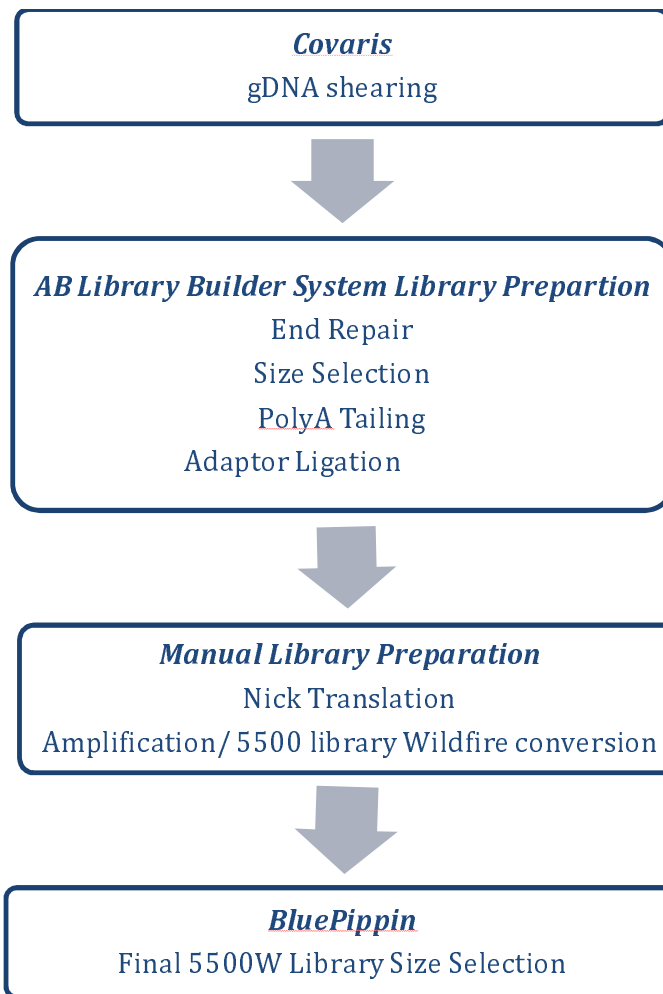 Covaris
gDNA shearing
AB Library Builder System Library Prepartion
End Repair
Size Selection
PolyA Tailing
Adaptor Ligation
Manual Library Preparation
Nick Translation
Amplification/ 5500 library Wildfire conversion
BluePippin
Final 5500W Library Size Selection